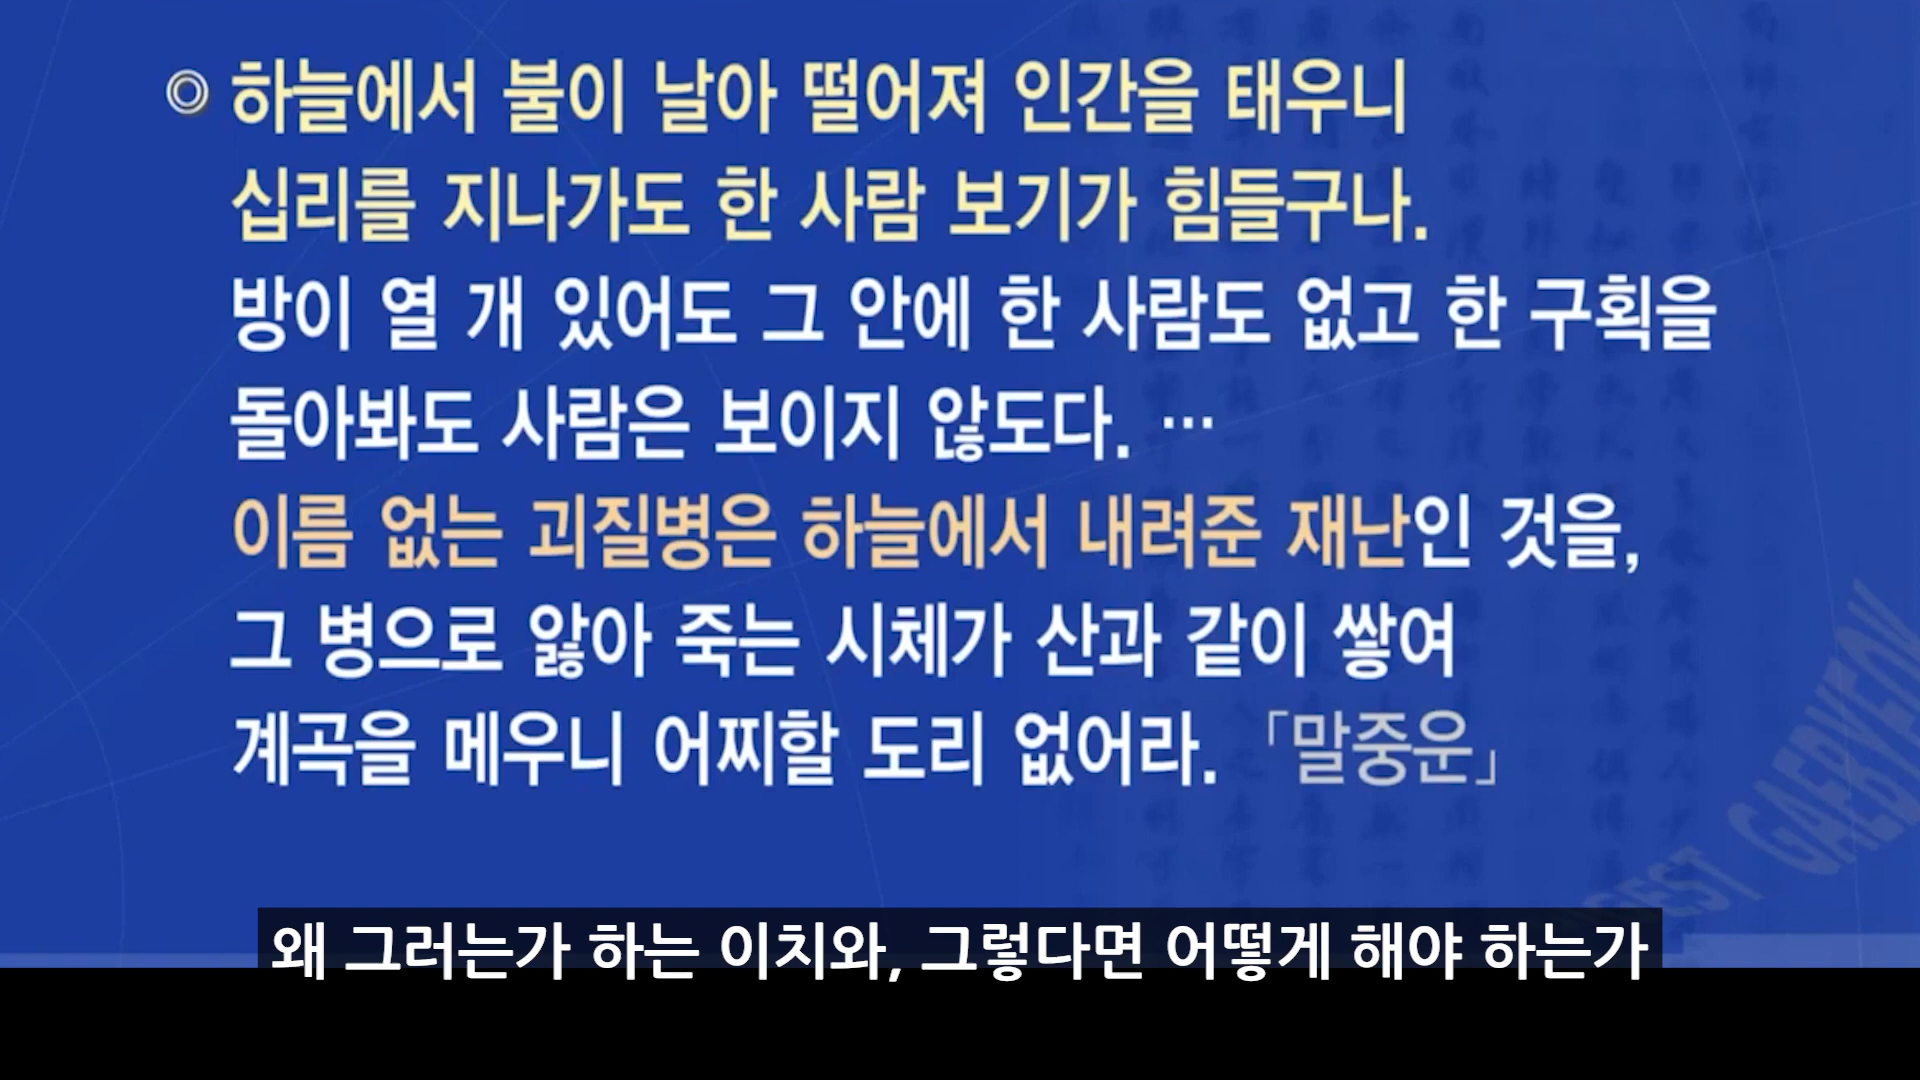 ◎ 하늘에서 불이 날아 떨어져 인간을 태우니
십리를 지나가도 한 사람 보기가 힘들구나.
방이 열 개 있어도 그 안에 한 사람도 없고 한 구획을
돌아봐도 사람은 보이지 않도다. …
이름 없는 괴질병은 하늘에서 내려준 재난인 것을,
그 병으로 앓아 죽는 시체가 산과 같이 쌓여
계곡을 메우니 어찌할 도리 없어라. 「말중운」
GAEBYEOK
왜 그러는가 하는 이치와, 그렇다면 어떻게 해야 하는가